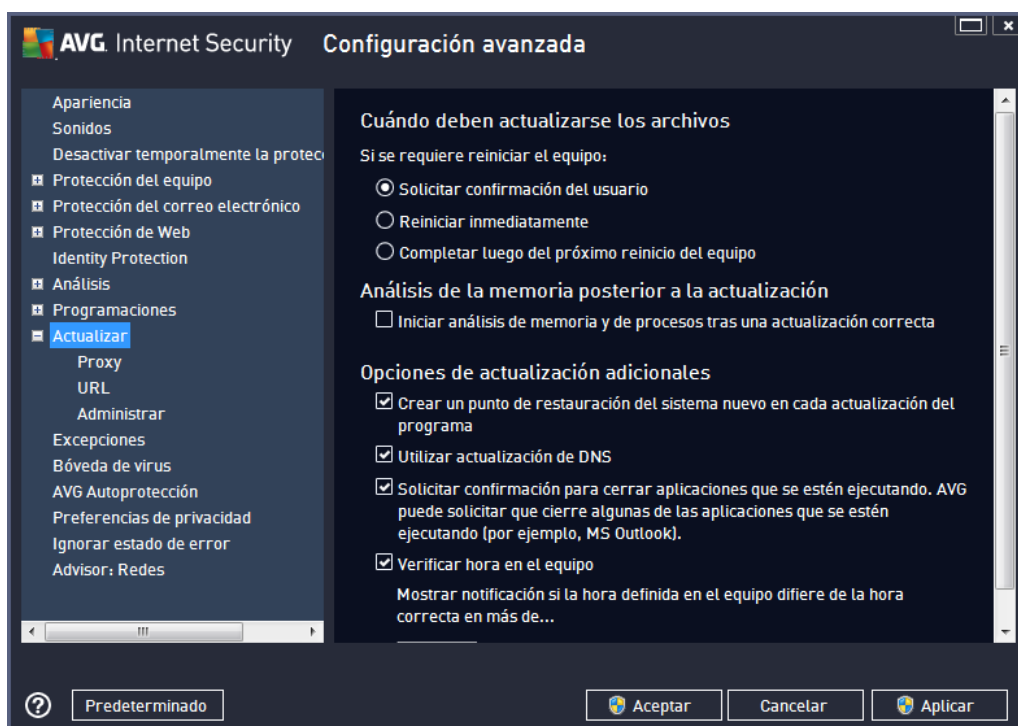 AVG. Internet Security Configuración avanzada
Apariencia
Sonidos
Desactivar temporalmente la protec
Protección del equipo
Protección del correo electrónico
Protección de Web
Identity Protection
Análisis
Programaciones
Actualizar
Proxy
URL
Administrar
Excepciones
Bóveda de virus
AVG Autoprotección
Preferencias de privacidad
Ignorar estado de error
Advisor: Redes
Cuándo deben actualizarse los archivos
Si se requiere reiniciar el equipo:
Solicitar confirmación del usuario
Reiniciar inmediatamente
Completar luego del próximo reinicio del equipo
Análisis de la memoria posterior a la actualización
Iniciar análisis de memoria y de procesos tras una actualización correcta
Opciones de actualización adicionales
Crear un punto de restauración del sistema nuevo en cada actualización del
programa
Utilizar actualización de DNS
Solicitar confirmación para cerrar aplicaciones que se estén ejecutando. AVG
puede solicitar que cierre algunas de las aplicaciones que se estén
ejecutando (por ejemplo, MS Outlook).
Verificar hora en el equipo
Mostrar notificación si la hora definida en el equipo difiere de la hora
correcta en más de...
Predeterminado
Aceptar
Cancelar
Aplicar